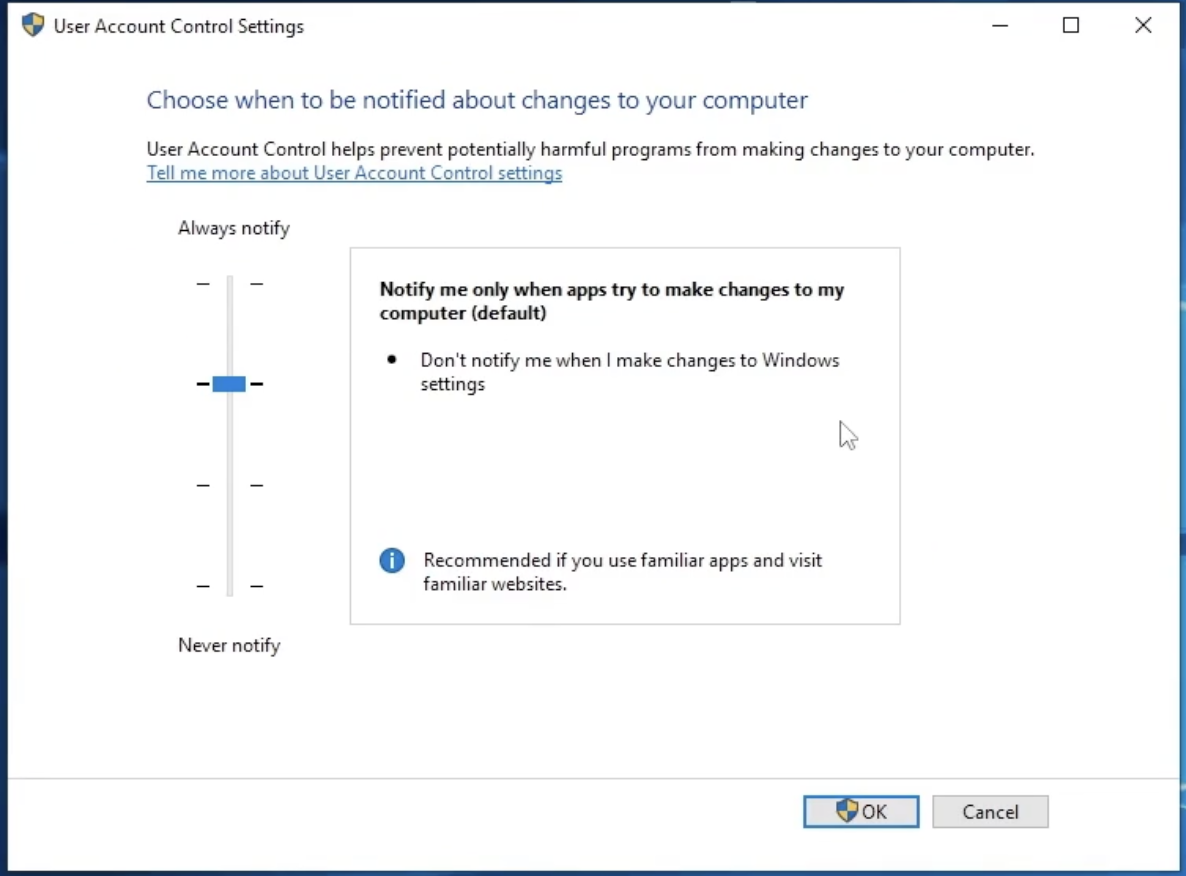 User Account Control Settings
Choose when to be notified about changes to your computer
User Account Control helps prevent potentially harmful programs from making changes to your computer.
Tell me more about User Account Control settings
Always notify
Notify me only when apps try to make changes to my
computer (default)
Don't notify me when I make changes to Windows
settings
Recommended if you use familiar apps and visit
familiar websites.
Never notify
OK
Cancel